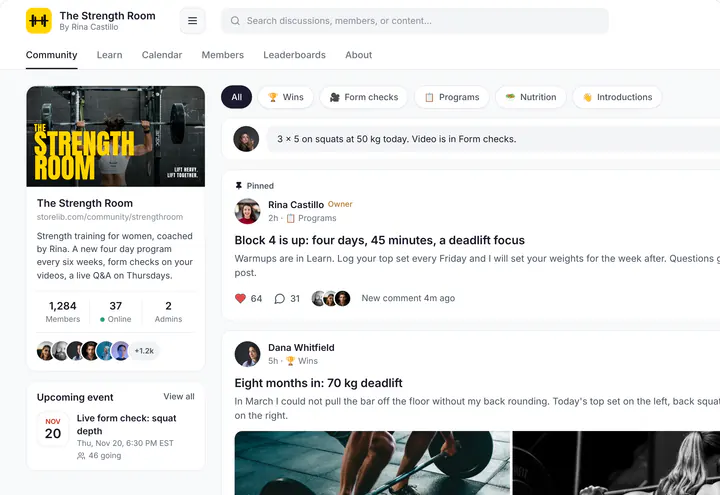 The Strength Room
By Rina Castillo
Search discussions, members, or content...
Community
Learn
Calendar
Members
Leaderboards
About
THE
STRENGTH
ROOM
LIFT HEAVY.
LIFT TOGETHER.
The Strength Room
storelib.com/community/strengthroom
Strength training for women, coached
by Rina. A new four day program
every six weeks, form checks on your
videos, a live Q&A on Thursdays.
1,284
Members
37
Online
2
Admins
+1.2k
Upcoming event
View all
NOV
20
Live form check: squat
depth
Thu, Nov 20, 6:30 PM EST
46 going
All
Wins
Form checks
Programs
Nutrition
Introductions
3 × 5 on squats at 50 kg today. Video is in Form checks.
Pinned
Rina Castillo Owner
2h · Programs
Block 4 is up: four days, 45 minutes, a deadlift focus
Warmups are in Learn. Log your top set every Friday and I will set your weights for the week after. Questions
post.
64
31
New comment 4m ago
Dana Whitfield
5h · Wins
Eight months in: 70 kg deadlift
In March I could not pull the bar off the floor without my back rounding. Today's top set on the left, back
on the right.